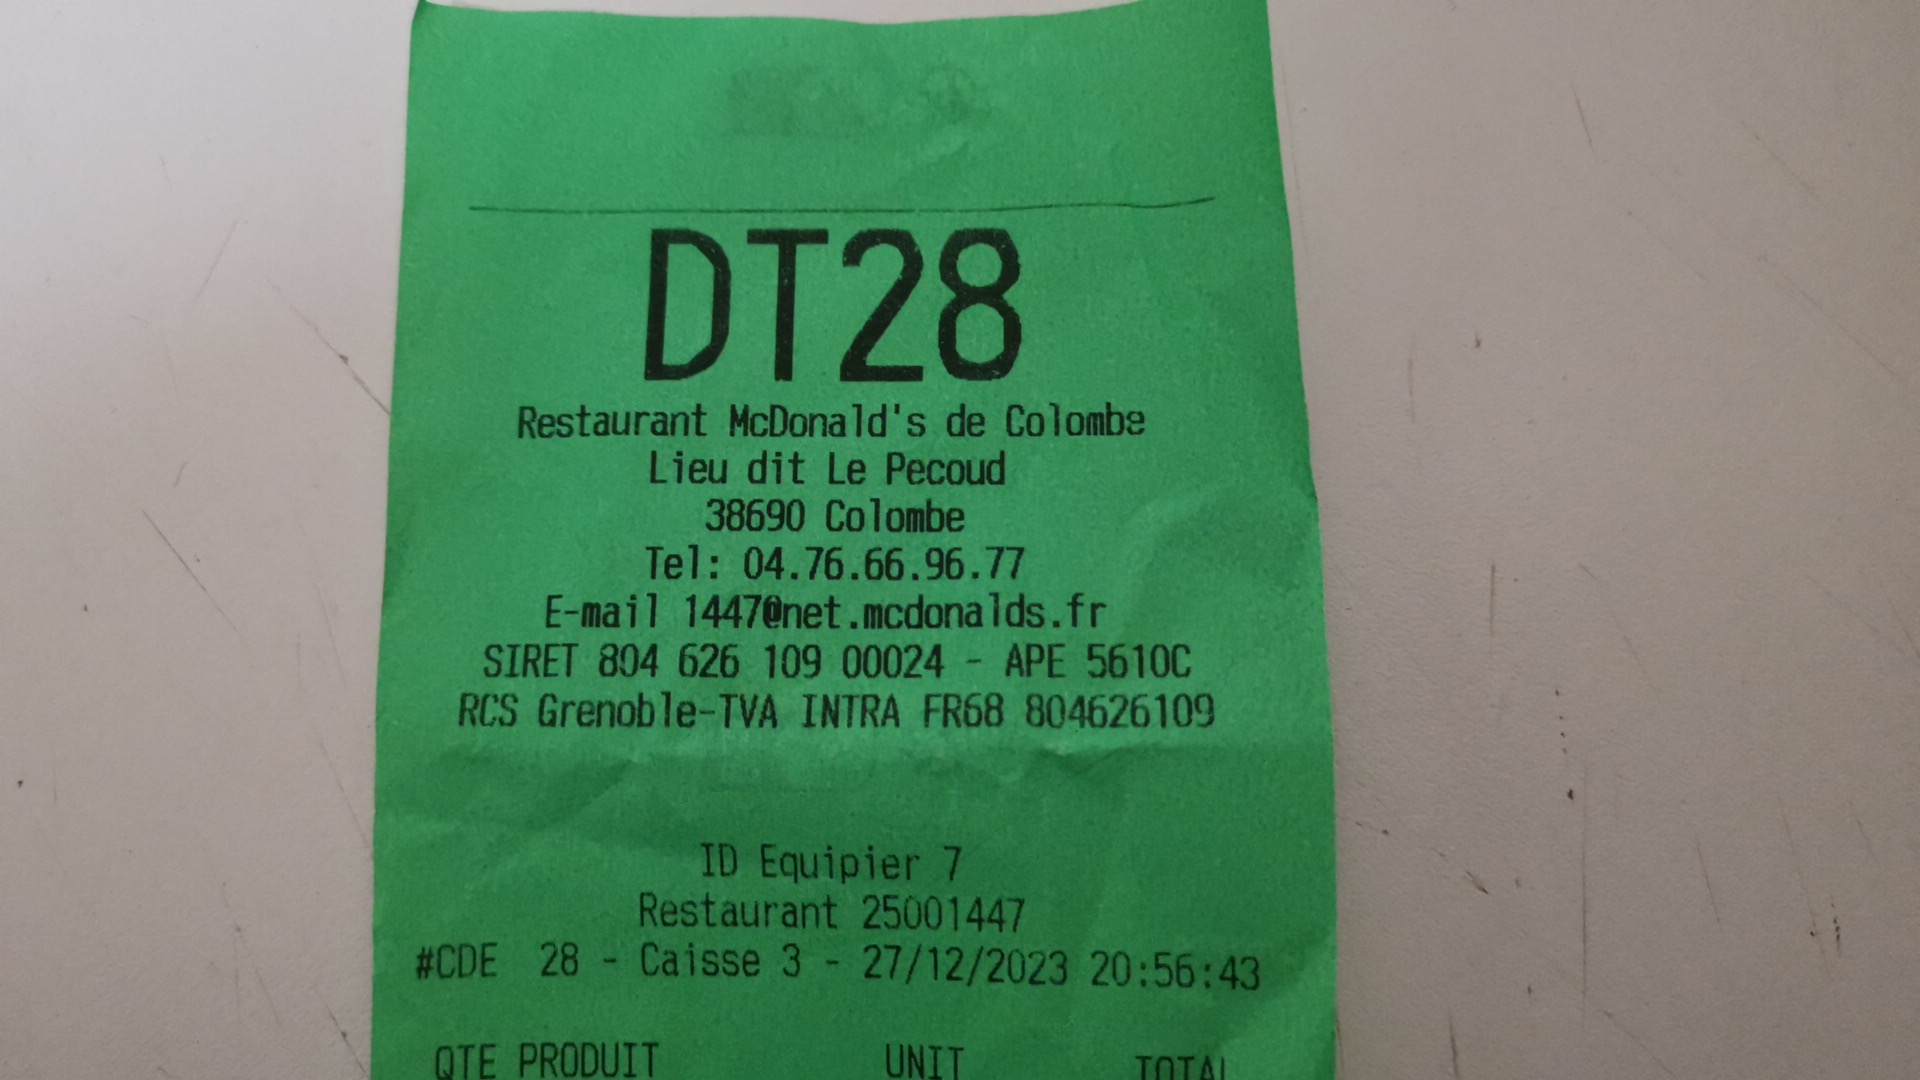 DT28
Restaurant McDonald's de Colombe
Lieu dit Le Pecoud
38690 Colombe
Tel: 04.76.66.96.77
E-mail 1447@net.mcdonalds.fr
SIRET 804 626 109 00024 - APE 5610C
RCS Grenoble-TVA INTRA FR68 804626109
ID Equipier 7
Restaurant 25001447
#CDE 28 - Caisse 3 - 27/12/2023 20:56:43
QTE PRODUIT UNIT TOTAL